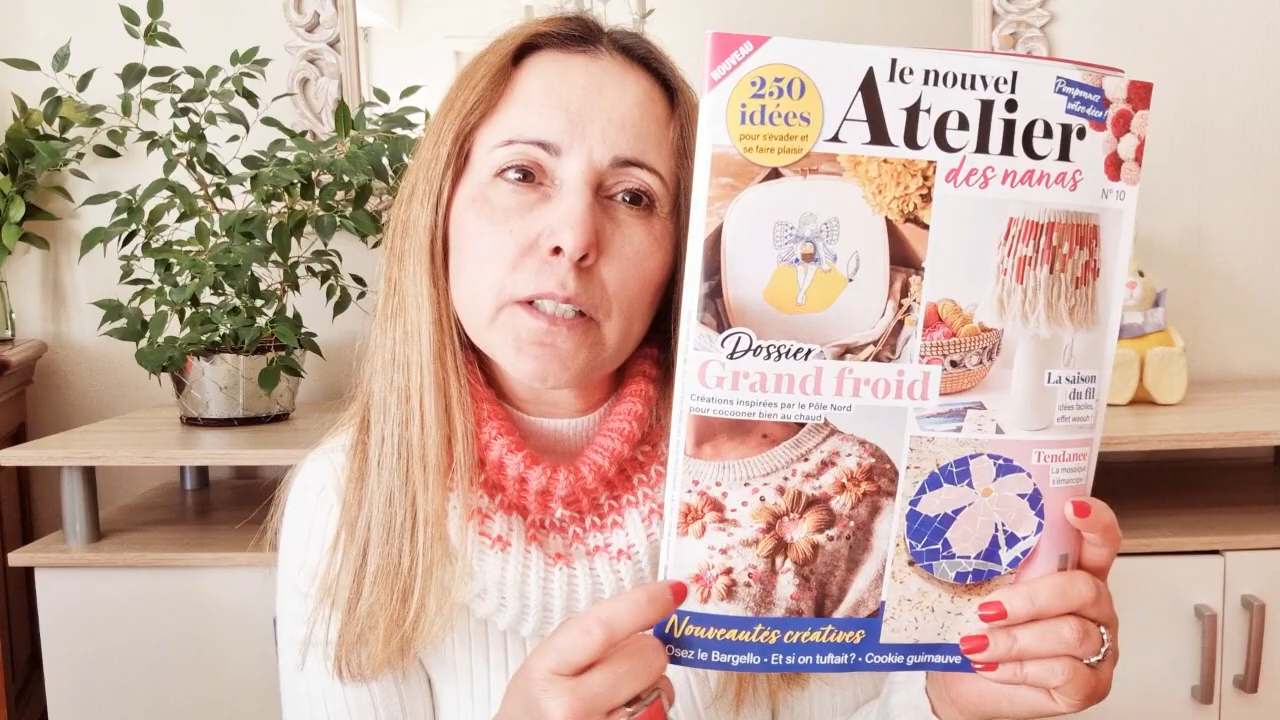 NOUVEAU
250
idées
pour s'évader et
se faire plaisir
le nouvel
Atelier
des nanas
Pomponnez
votre déco !
N° 10
Dossier
Grand froid
Créations inspirées par le Pôle Nord
pour cocooner bien au chaud
La saison
du fil
Idées faciles,
effet waouh !
Tendance
La mosaïque
s'émancipe
Nouveautés créatives
Osez le Bargello • Et si on tuftait ? • Cookie guimauve